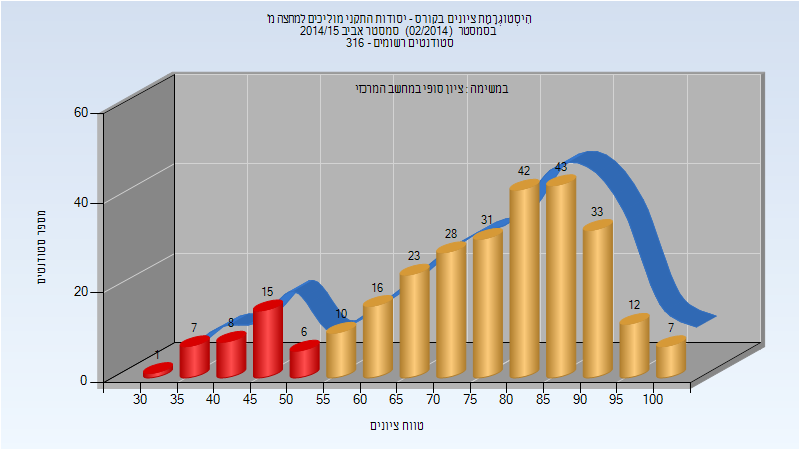 היסטוגרמת ציונים בקורס - יסודות התקני מוליכים למחצה מ'
בסמסטר (02/2014) סמסטר אביב 2014/15
סטודנטים רשומים - 316
במשימה : ציון סופי במחשב המרכזי
מספר סטודנטים
60
40
20
0
1
7
8
15
6
10
16
23
28
31
42
43
33
12
7
30 35 40 45 50 55 60 65 70 75 80 85 90 95 100
טווח ציונים